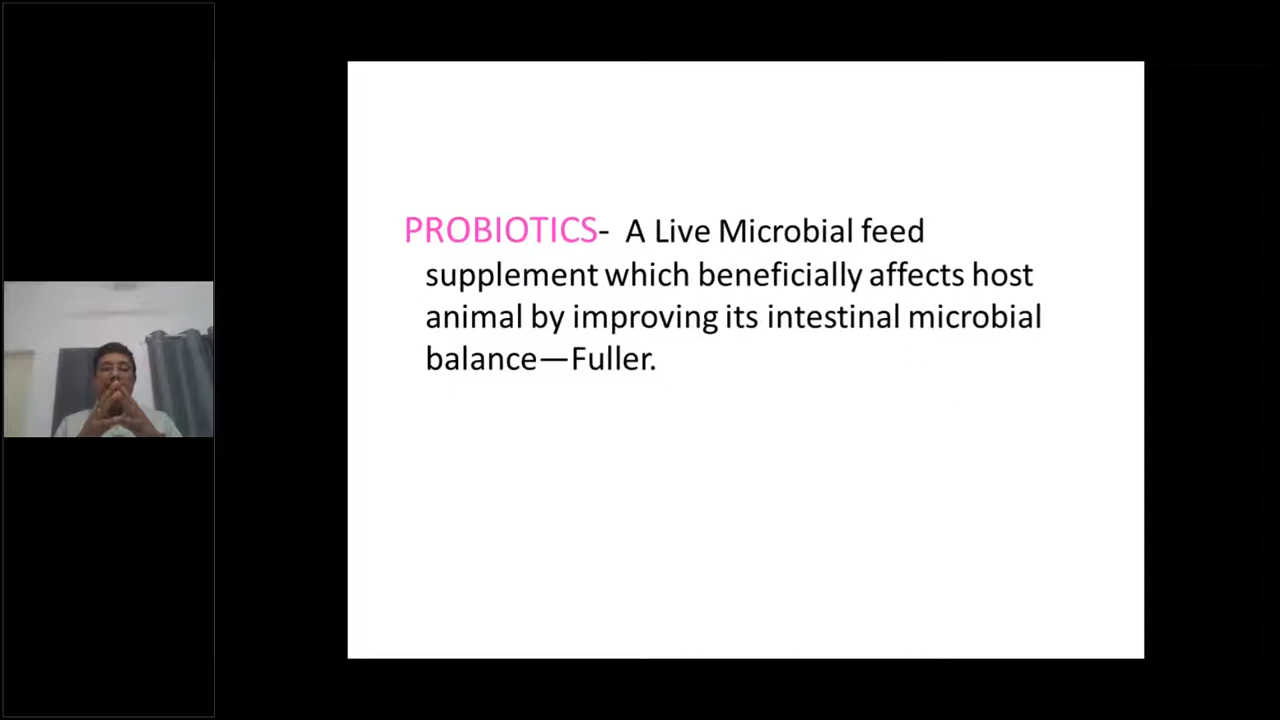 PROBIOTICS- A Live Microbial feed
supplement which beneficially affects host
animal by improving its intestinal microbial
balance—Fuller.